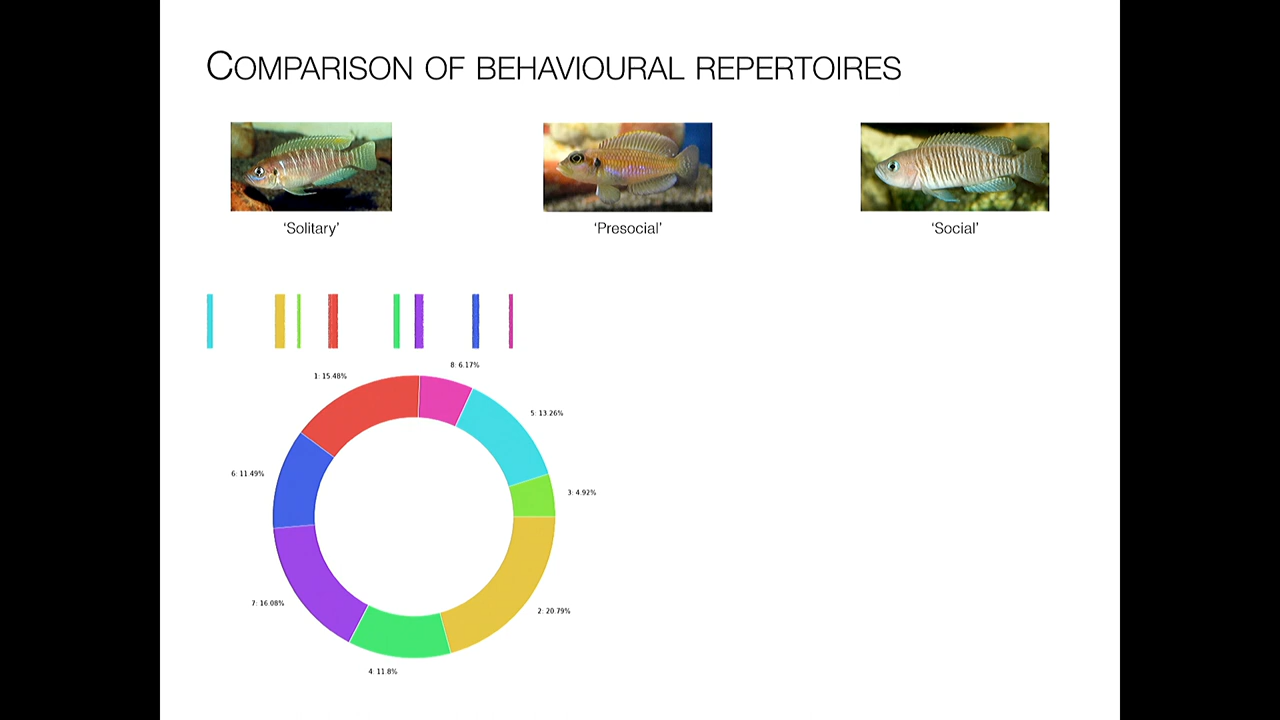 COMPARISON OF BEHAVIOURAL REPERTOIRES
‘Solitary’
‘Presocial’
‘Social’
8: 6.17%
1: 15.48%
5: 13.26%
6: 11.49%
3: 4.92%
7: 16.08%
2: 20.79%
4: 11.8%